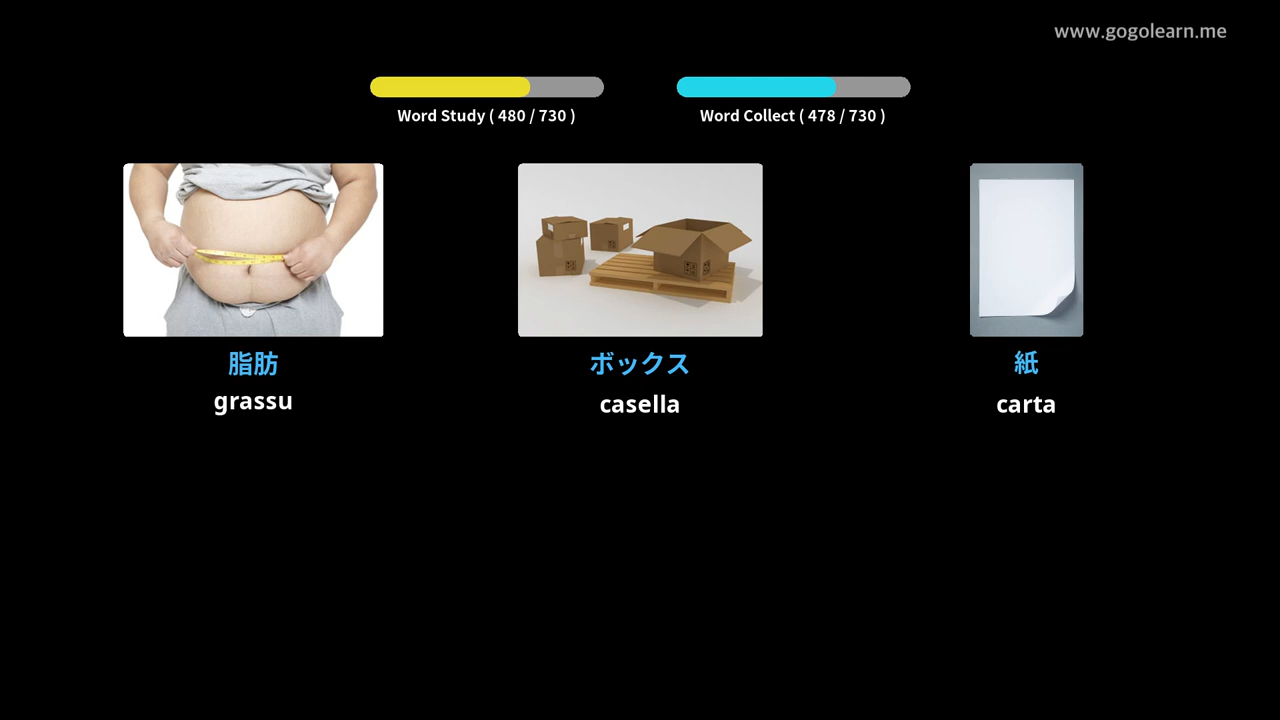 www.gogolearn.me
Word Study ( 480 / 730 )
Word Collect ( 478 / 730 )
脂肪
ボックス
紙
grassu
casella
carta